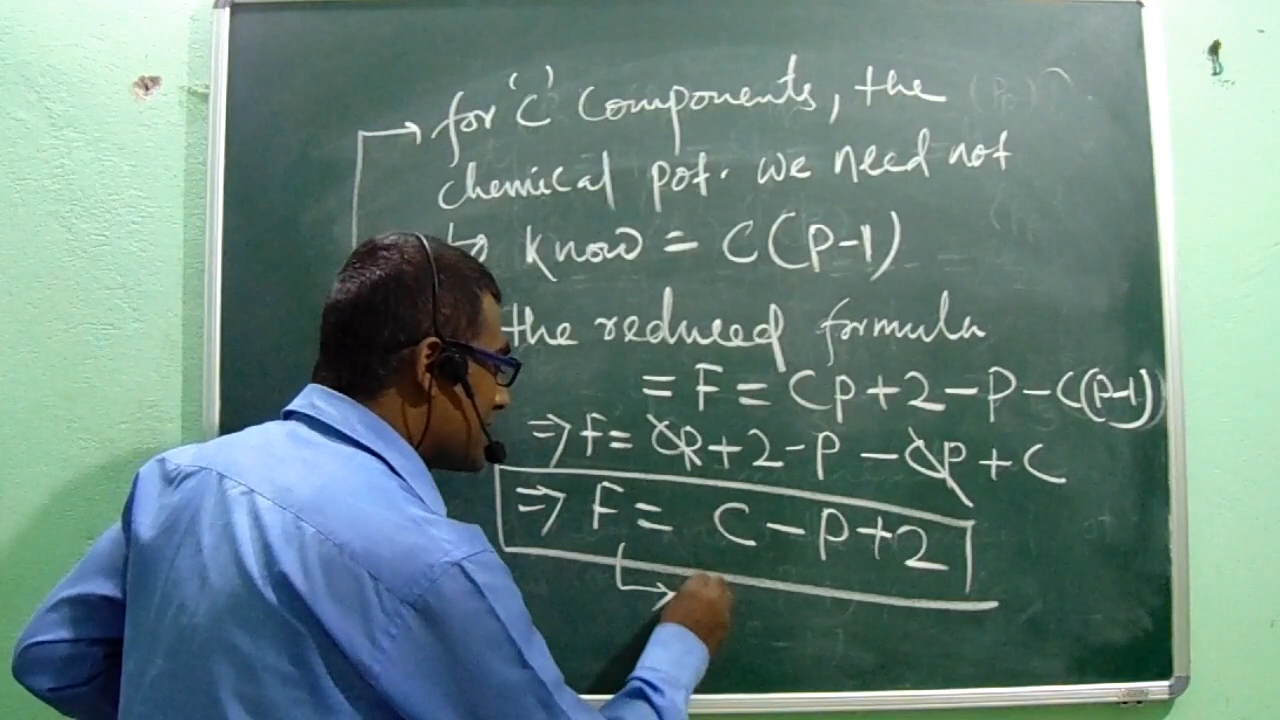 for 'C' Components, the
chemical pot. we need not
to know = C(P-1)
the reduced formula
= F = CP+2-P-C(P-1)
⇒ F = CP+2-P-CP+C
⇒ F = C-P+2